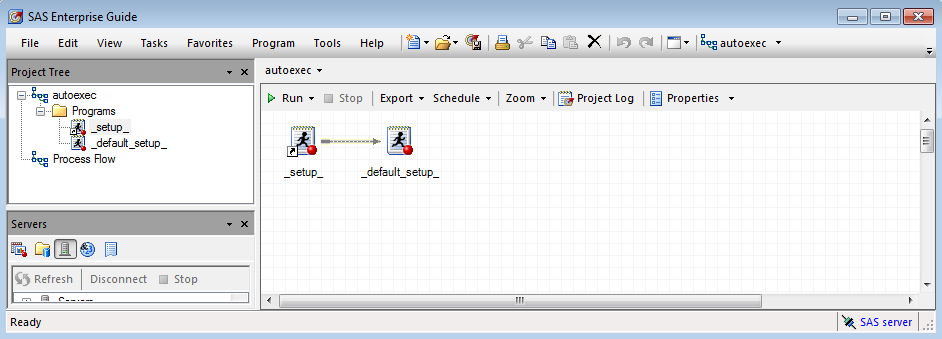 SAS Enterprise Guide
File Edit View Tasks Favorites Program Tools Help autoexec
Project Tree
autoexec
Programs
_setup_
_default_setup_
Process Flow
Servers
Refresh Disconnect Stop
Servers
autoexec
Run Stop Export Schedule Zoom Project Log Properties
_setup_ _default_setup_
Ready
SAS server